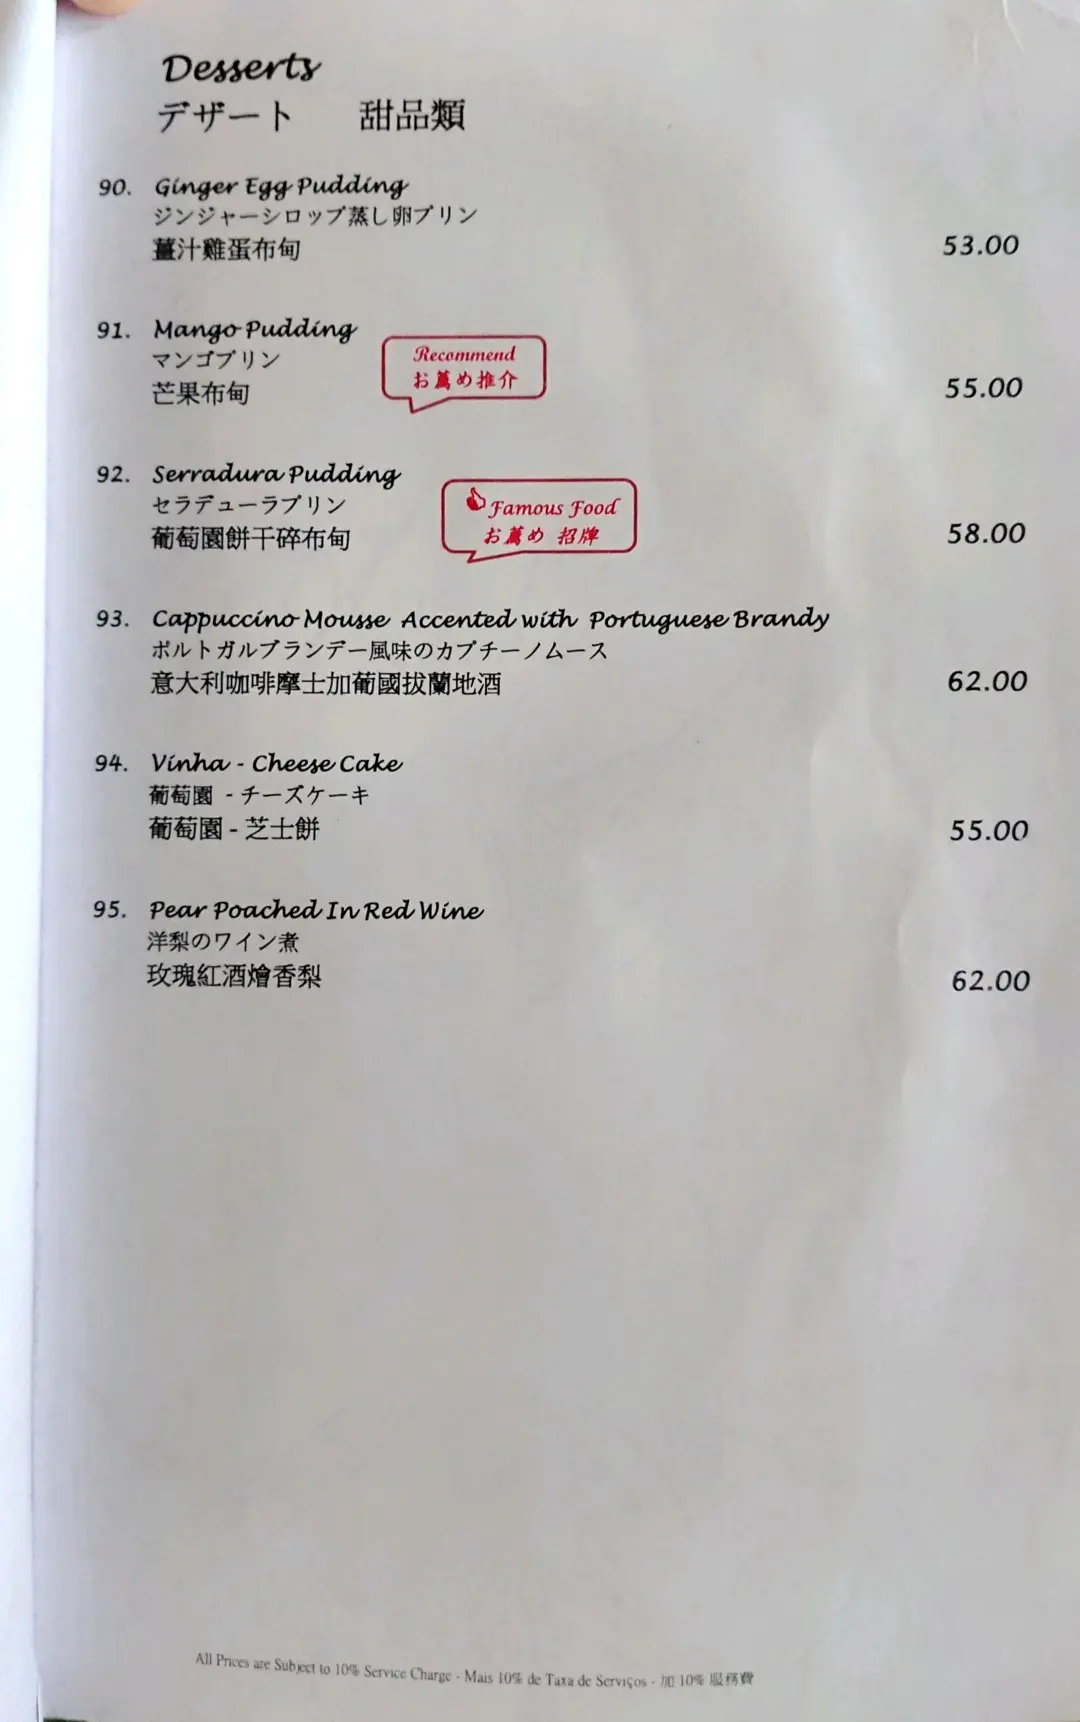 Desserts
デザート 甜品類
90. Ginger Egg Pudding
ジンジャーシロップ蒸し卵プリン
薑汁雞蛋布甸 53.00
91. Mango Pudding
マンゴプリン
芒果布甸 55.00
Recommend
お薦め推介
92. Serradura Pudding
セラデューラプリン
葡萄園餅干碎布甸 58.00
Famous Food
お薦め 招牌
93. Cappuccino Mousse Accented with Portuguese Brandy
ポルトガルブランデー風味のカプチーノムース
意大利咖啡摩士加葡國拔蘭地酒 62.00
94. Vinha - Cheese Cake
葡萄園 - チーズケーキ
葡萄園 - 芝士餅 55.00
95. Pear Poached In Red Wine
洋梨のワイン煮
玫瑰紅酒燴香梨 62.00
All Prices are Subject to 10% Service Charge - Mais 10% de Taxa de Serviços - 加 10% 服務費